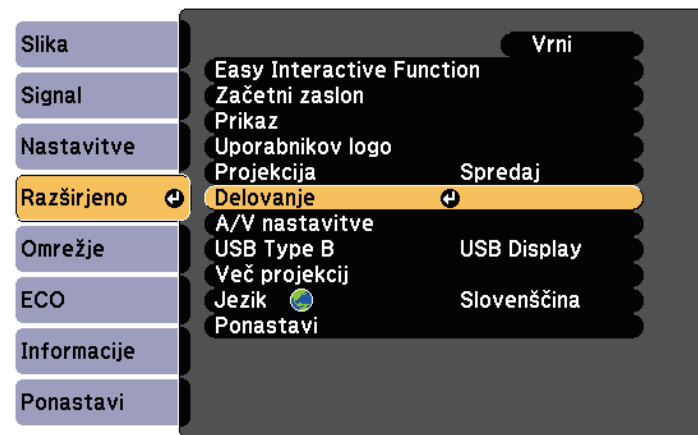 Slika
Signal
Nastavitve
Razširjeno
Omrežje
ECO
Informacije
Ponastavi
Vrni
Easy Interactive Function
Začetni zaslon
Prikaz
Uporabnikov logo
Projekcija Spredaj
Delovanje
A/V nastavitve
USB Type B USB Display
Več projekcij
Jezik Slovenščina
Ponastavi